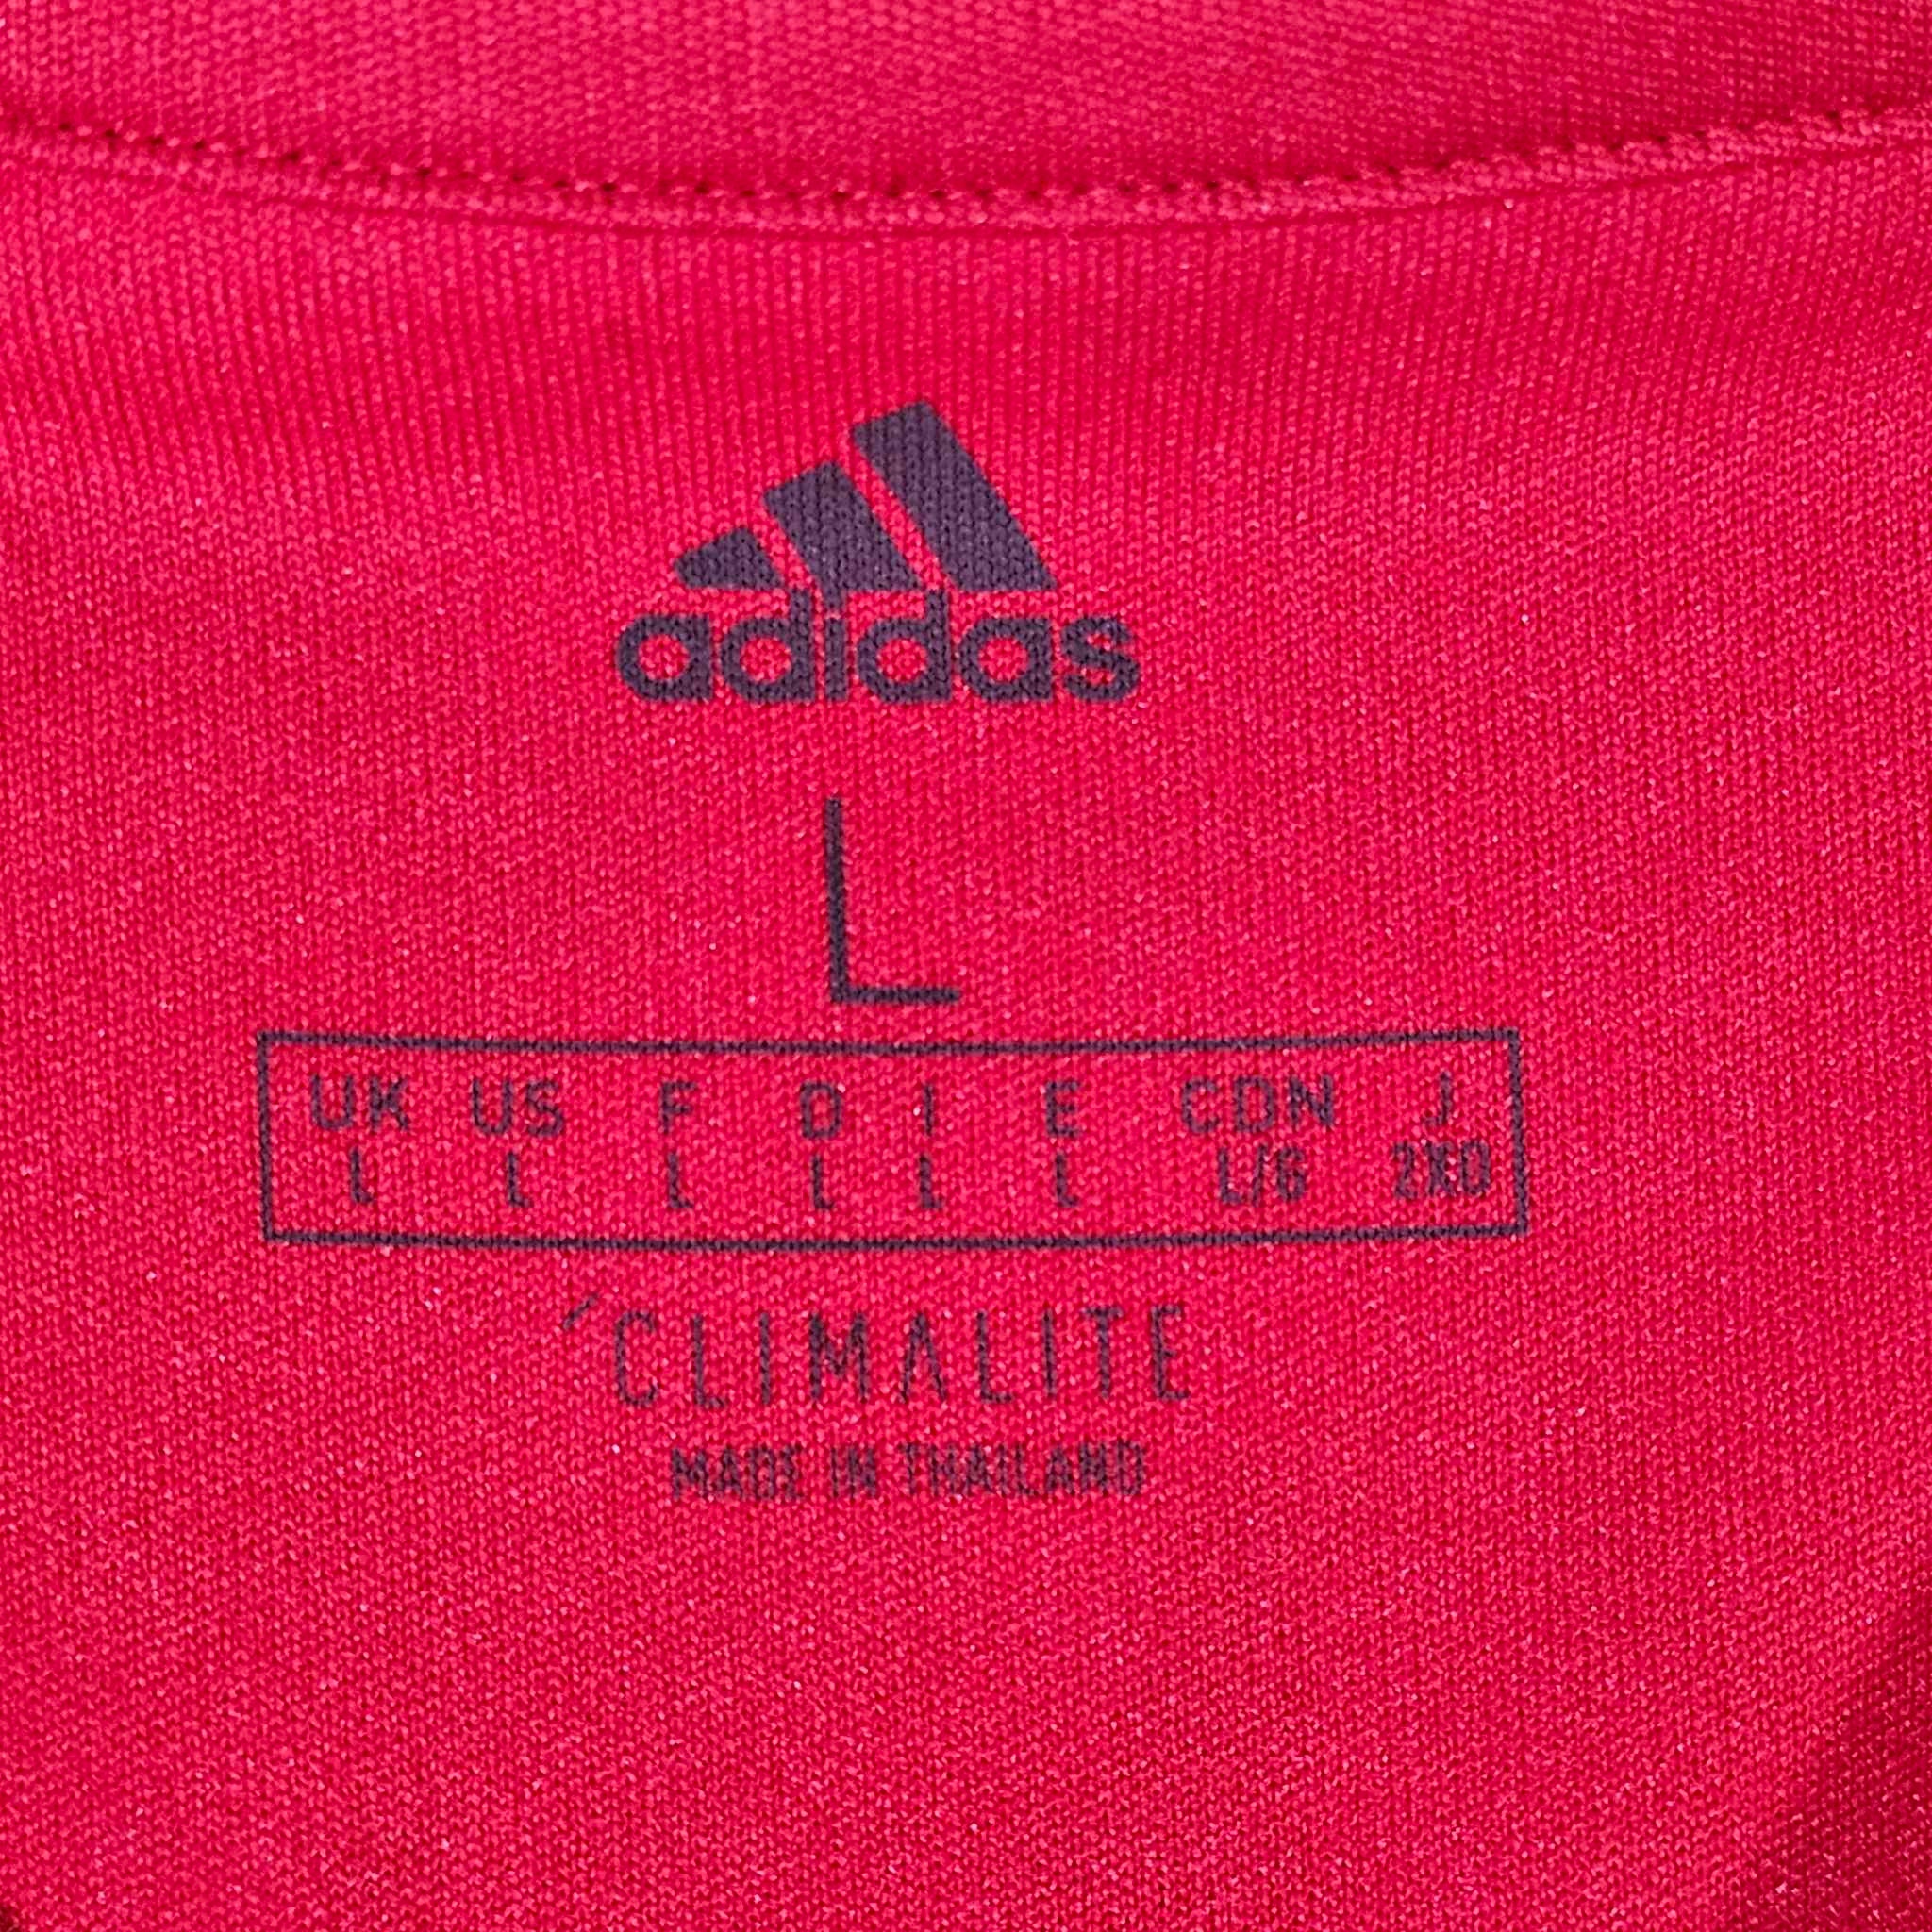 adidas
L
UK US F D I E CDN J
L L L L L L L/G 2XO
´CLIMALITE
MADE IN THAILAND